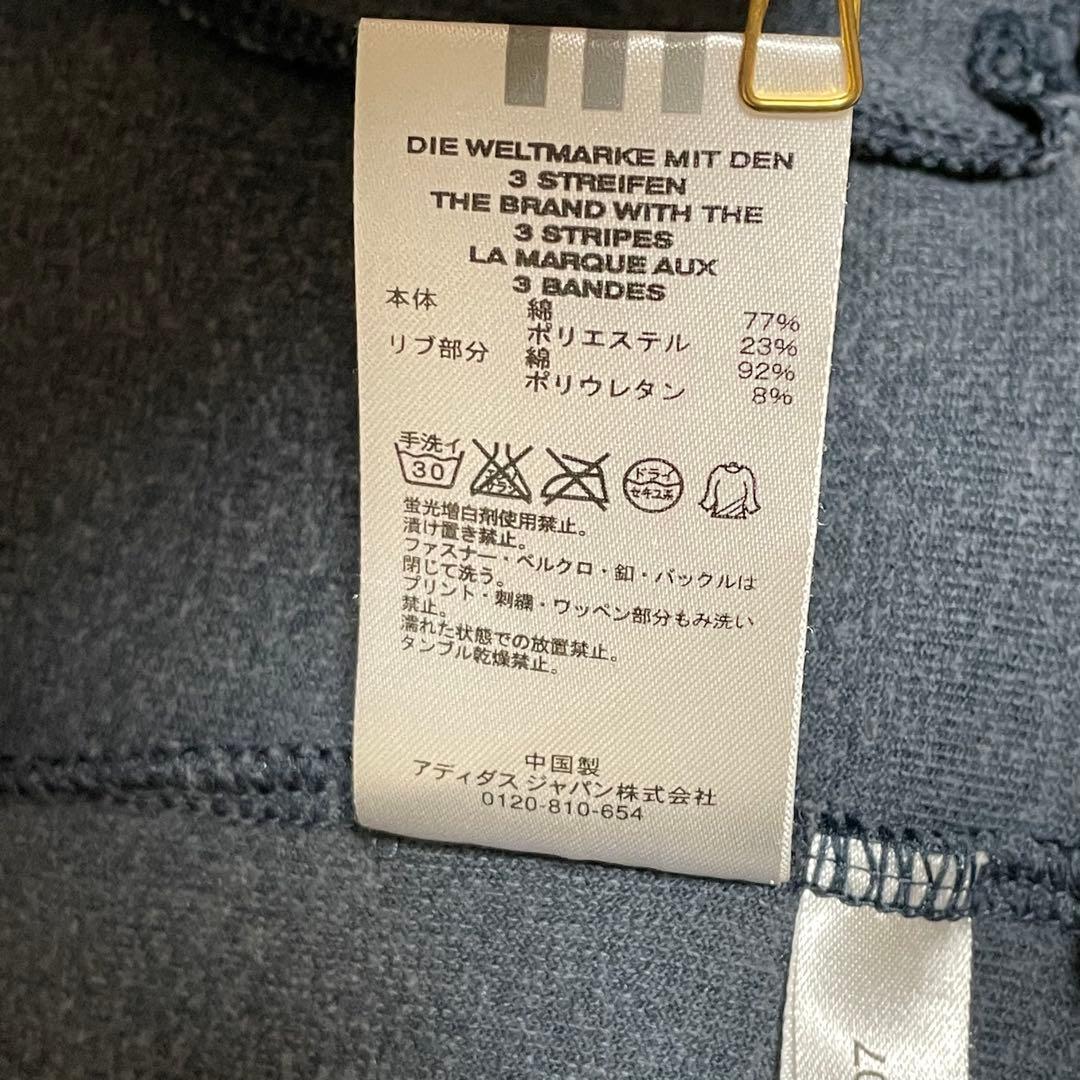 DIE WELTMARKE MIT DEN
3 STREIFEN
THE BRAND WITH THE
3 STRIPES
LA MARQUE AUX
3 BANDES
本体 綿 77%
ポリエステル 23%
リブ部分 綿 92%
ポリウレタン 8%
手洗イ
30
ドライ
セキユ系
蛍光増白剤使用禁止。
漬け置き禁止。
ファスナー・ベルクロ・釦・バックルは
閉じて洗う。
プリント・刺繍・ワッペン部分もみ洗い
禁止。
濡れた状態での放置禁止。
タンブル乾燥禁止。
中国製
アディダス ジャパン株式会社
0120-810-654
07